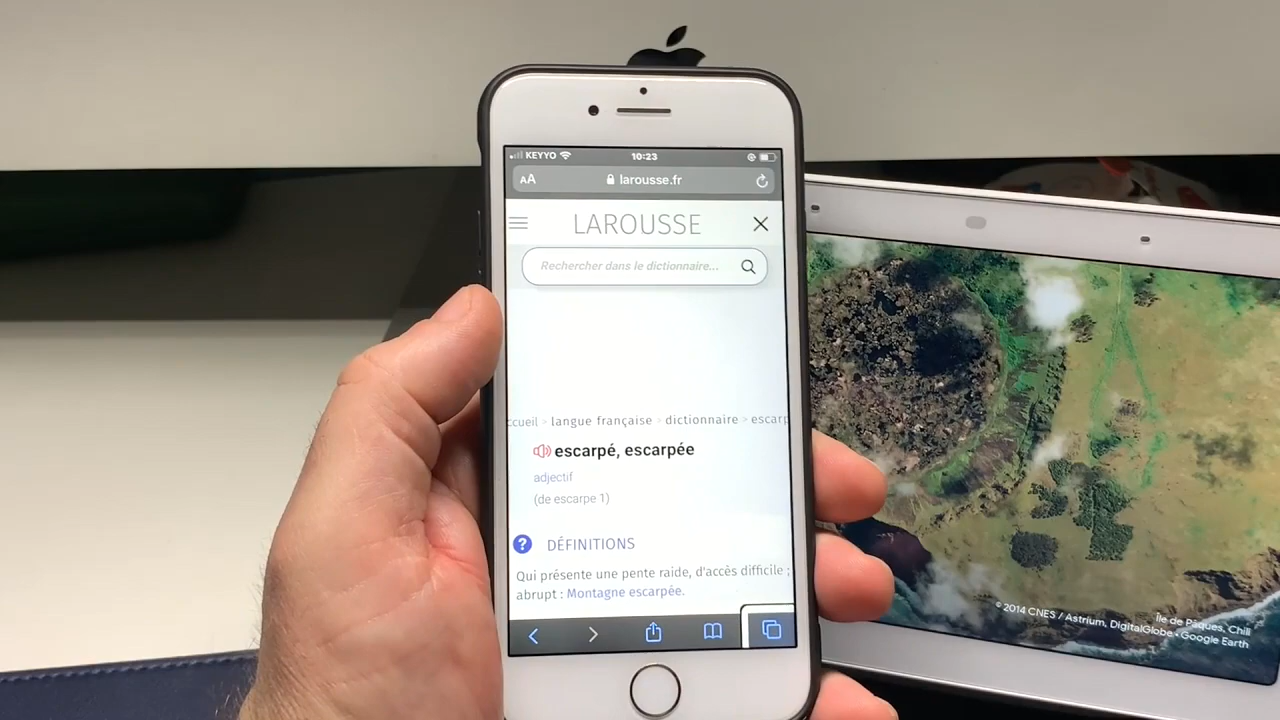 KEYYO 10:23
AA larousse.fr
LAROUSSE
Rechercher dans le dictionnaire...
ccueil > langue française > dictionnaire > escarp
escarpé, escarpée
adjectif
(de escarpe 1)
? DÉFINITIONS
Qui présente une pente raide, d'accès difficile ;
abrupt : Montagne escarpée.
Île de Pâques, Chili
© 2014 CNES / Astrium, DigitalGlobe • Google Earth